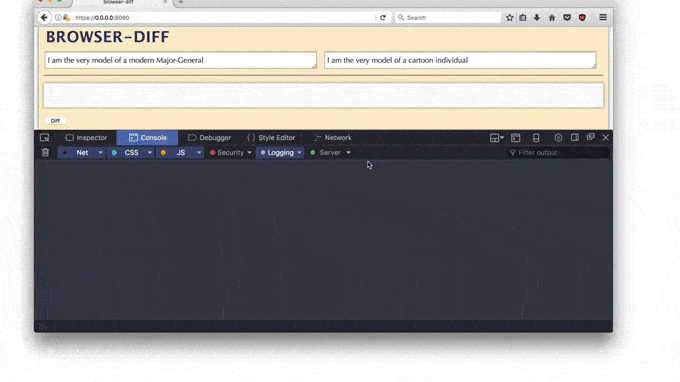 browser-diff
https://0.0.0.0:8080
Search
BROWSER-DIFF
I am the very model of a modern Major-General
I am the very model of a cartoon individual
Diff
Inspector Console Debugger Style Editor Network
Net CSS JS Security Logging Server Filter output